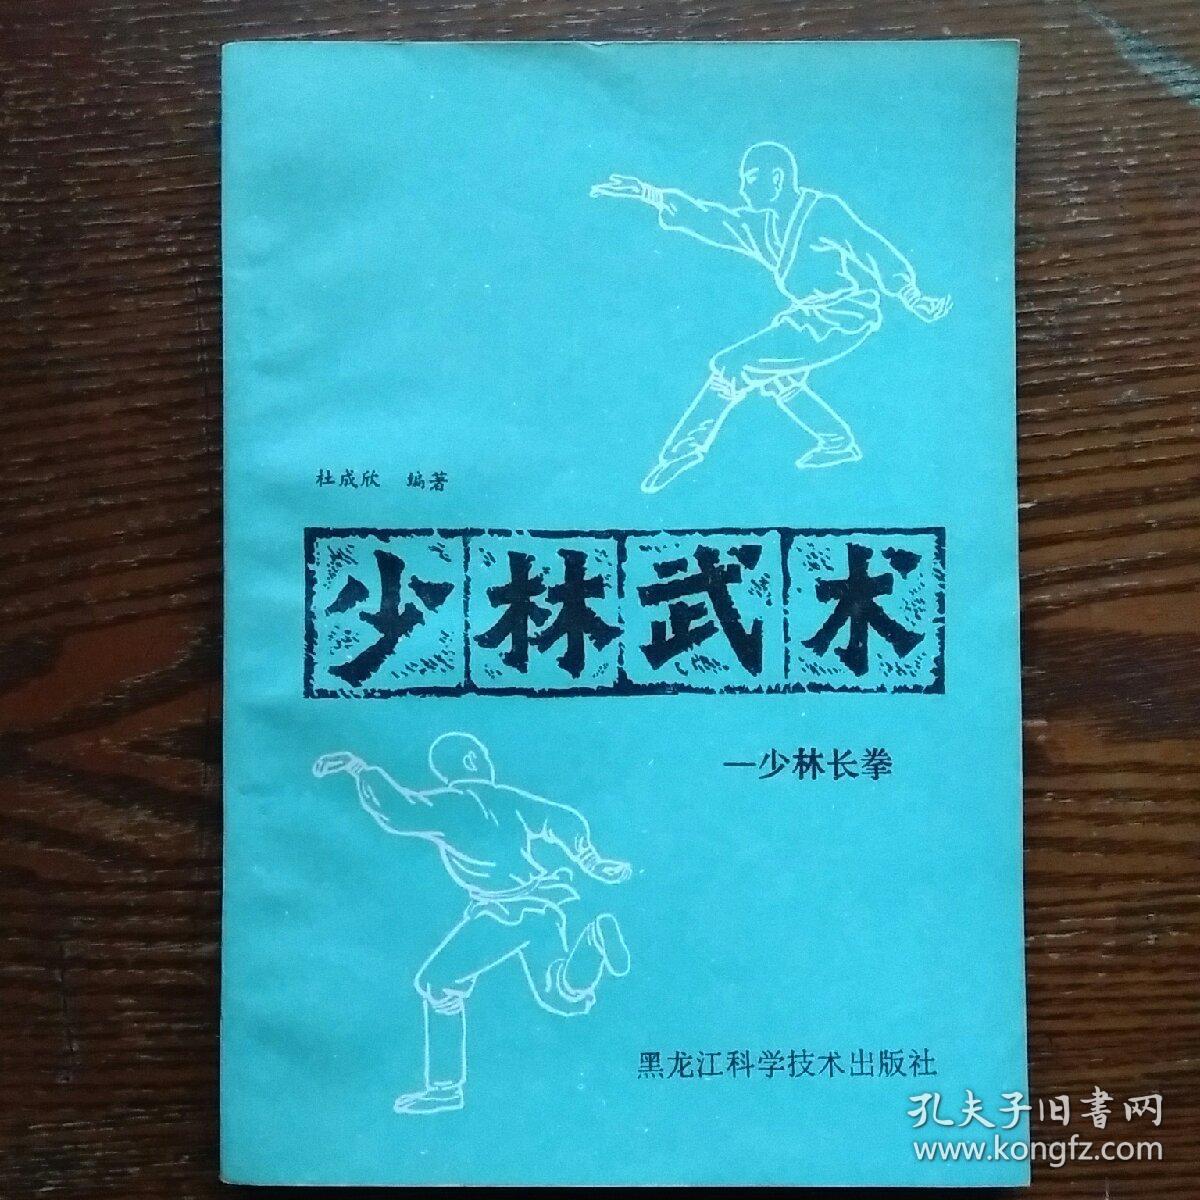 杜成欣 编著
少林武术
—少林长拳
黑龙江科学技术出版社
孔夫子旧書网
www.kongfz.com